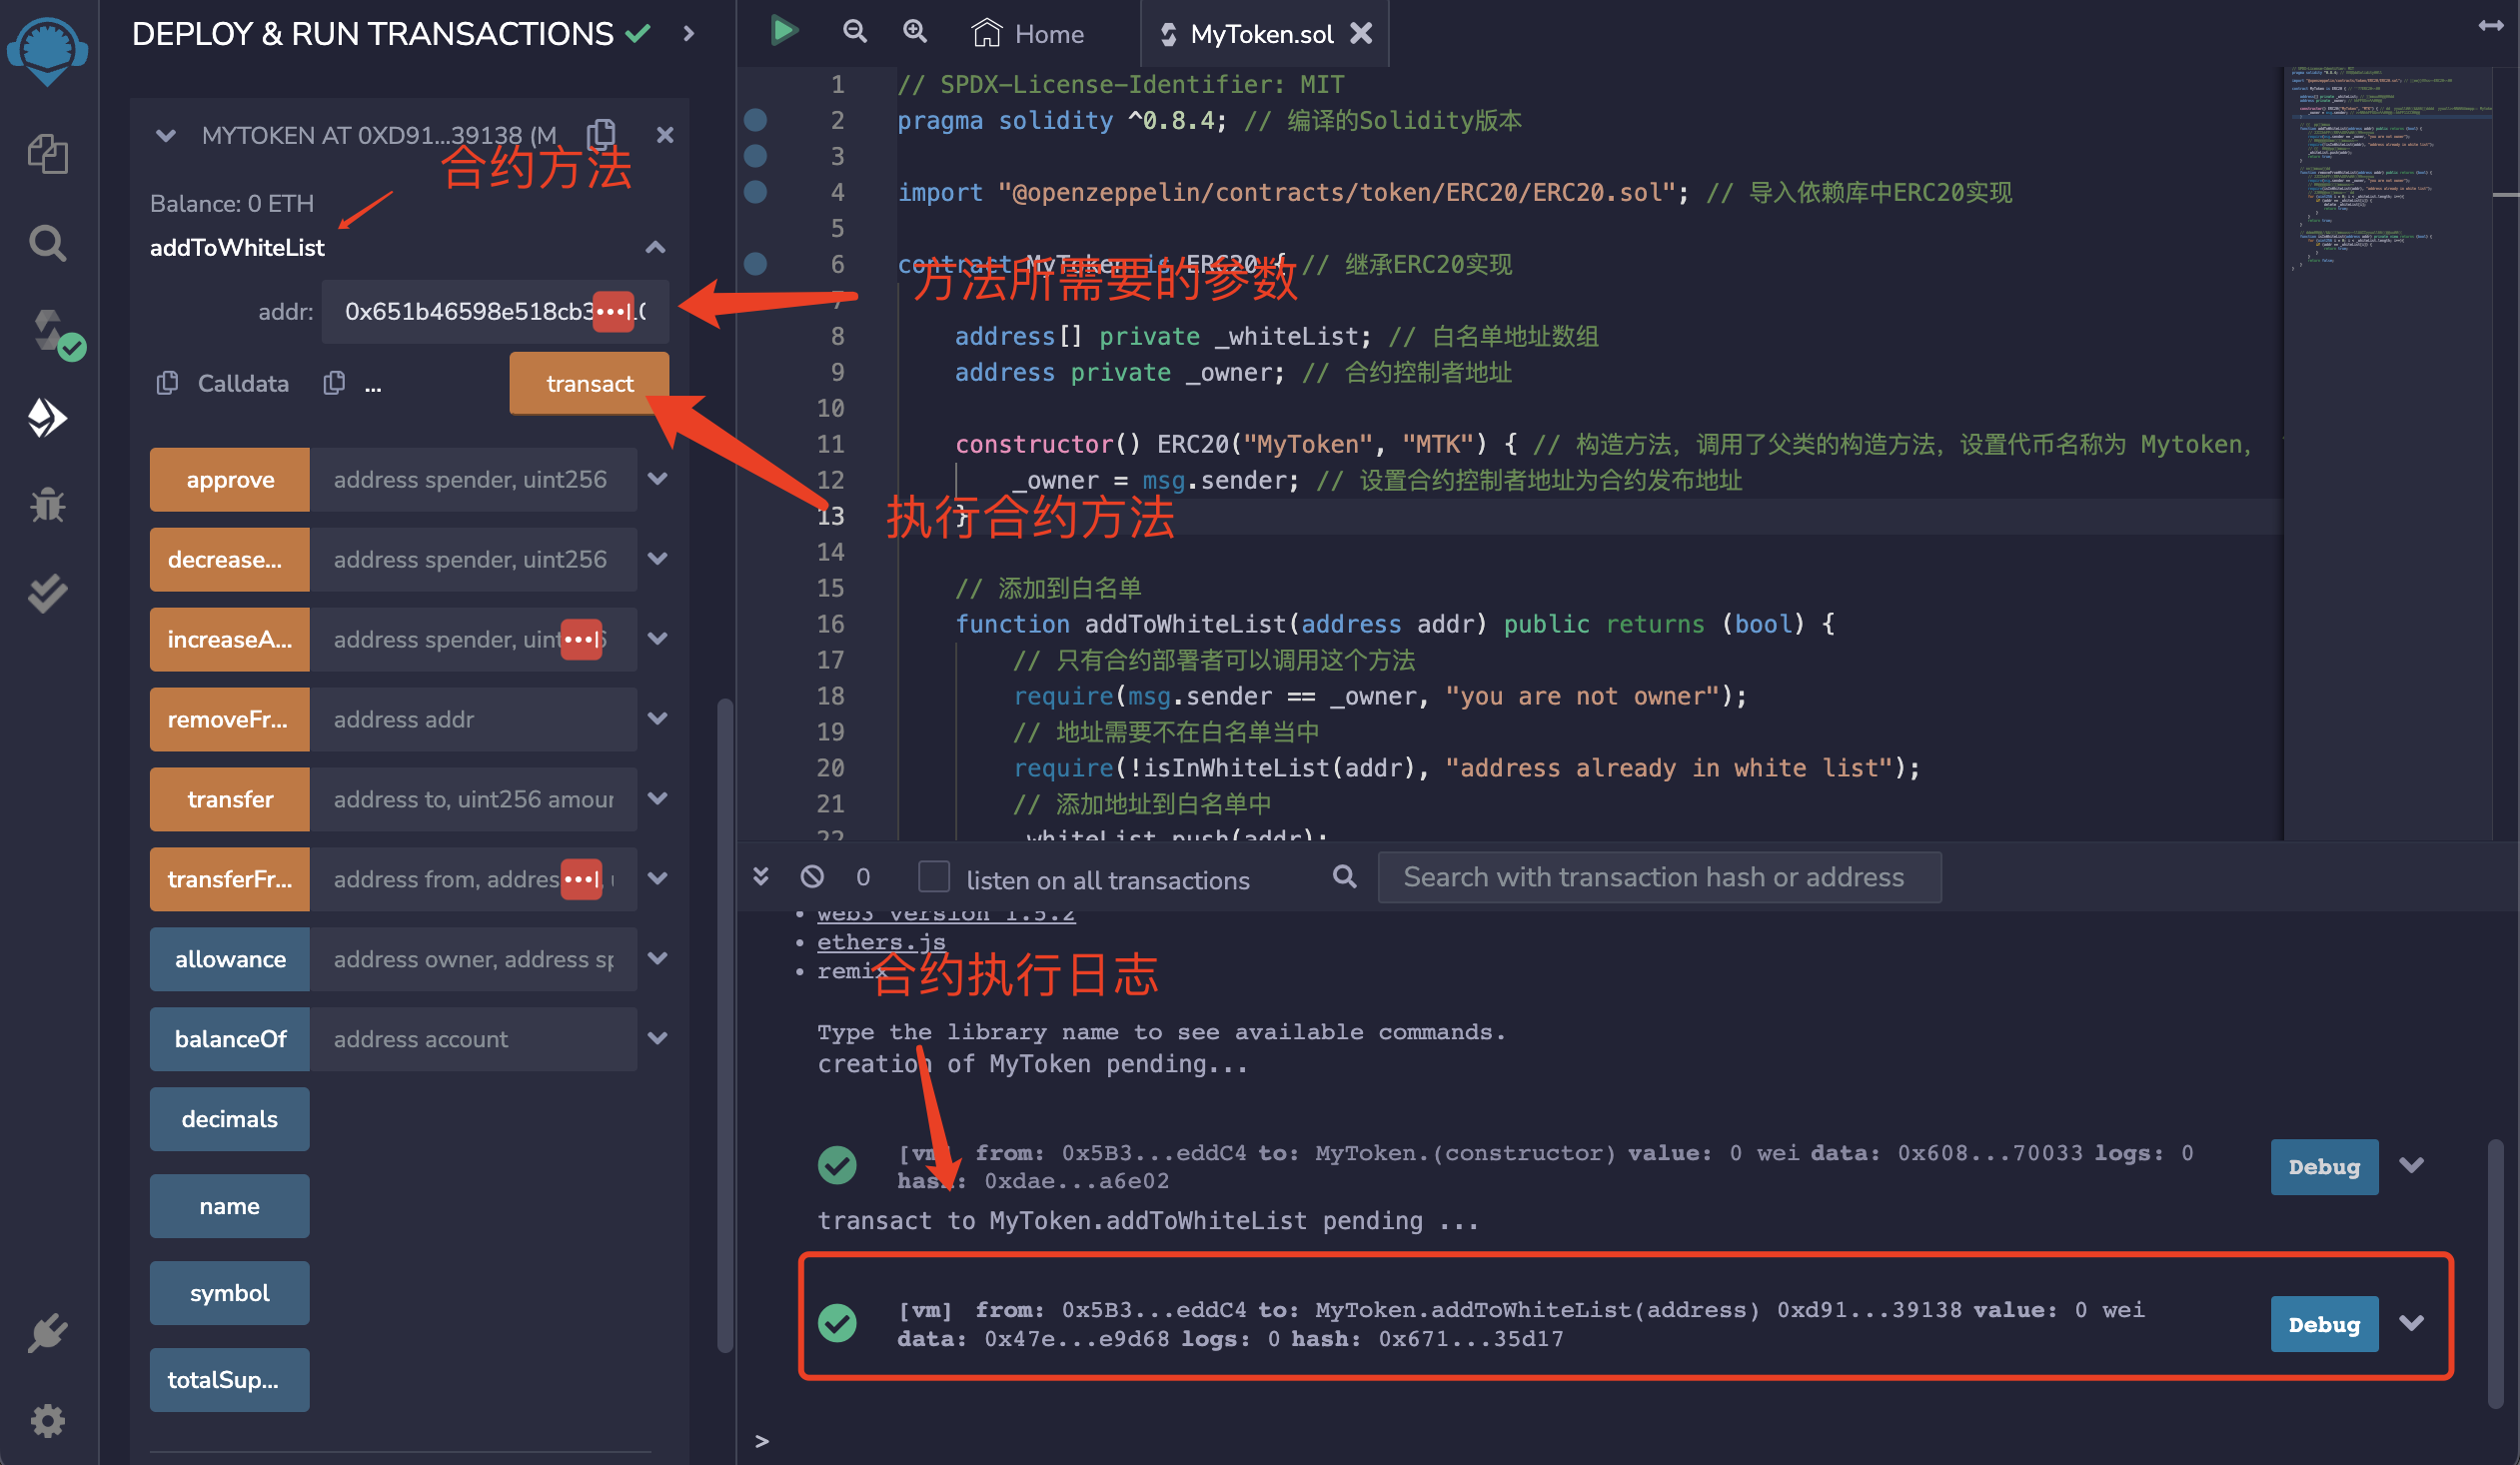 DEPLOY & RUN TRANSACTIONS
MYTOKEN AT 0XD91...39138 (M
合约方法
Balance: 0 ETH
addToWhiteList
addr: 0x651b46598e518cb3
方法所需要的参数
Calldata ... transact
执行合约方法
approve address spender, uint256
decrease... address spender, uint256
increaseA... address spender,
removeFr... address addr
transfer address to, uint256 amour
transferFr... address from,
allowance address owner, address
balanceOf address account
decimals
name
symbol
totalSup...
Home MyToken.sol
1 // SPDX-License-Identifier: MIT
2 pragma solidity ^0.8.4; // 编译的Solidity版本
3
4 import "@openzeppelin/contracts/token/ERC20/ERC20.sol"; // 导入依赖库中ERC20实现
5
6 contract MyToken is ERC20 { // 继承ERC20实现
7
8 address[] private _whiteList; // 白名单地址数组
9 address private _owner; // 合约控制者地址
10
11 constructor() ERC20("MyToken", "MTK") { // 构造方法，调用了父类的构造方法，设置代币名称为 Mytoken，
12 _owner = msg.sender; // 设置合约控制者地址为合约发布地址
13 }
14
15 // 添加到白名单
16 function addToWhiteList(address addr) public returns (bool) {
17 // 只有合约部署者可以调用这个方法
18 require(msg.sender == _owner, "you are not owner");
19 // 地址需要不在白名单当中
20 require(!isInWhiteList(addr), "address already in white list");
21 // 添加地址到白名单中
22 _whiteList.push(addr);
0 listen on all transactions Search with transaction hash or address
• web3 version 1.5.2
• ethers.js
• remix
合约执行日志
Type the library name to see available commands.
creation of MyToken pending...
[vm] from: 0x5B3...eddC4 to: MyToken.(constructor) value: 0 wei data: 0x608...70033 logs: 0
hash: 0xdae...a6e02
Debug
transact to MyToken.addToWhiteList pending ...
[vm] from: 0x5B3...eddC4 to: MyToken.addToWhiteList(address) 0xd91...39138 value: 0 wei
data: 0x47e...e9d68 logs: 0 hash: 0x671...35d17
Debug
>